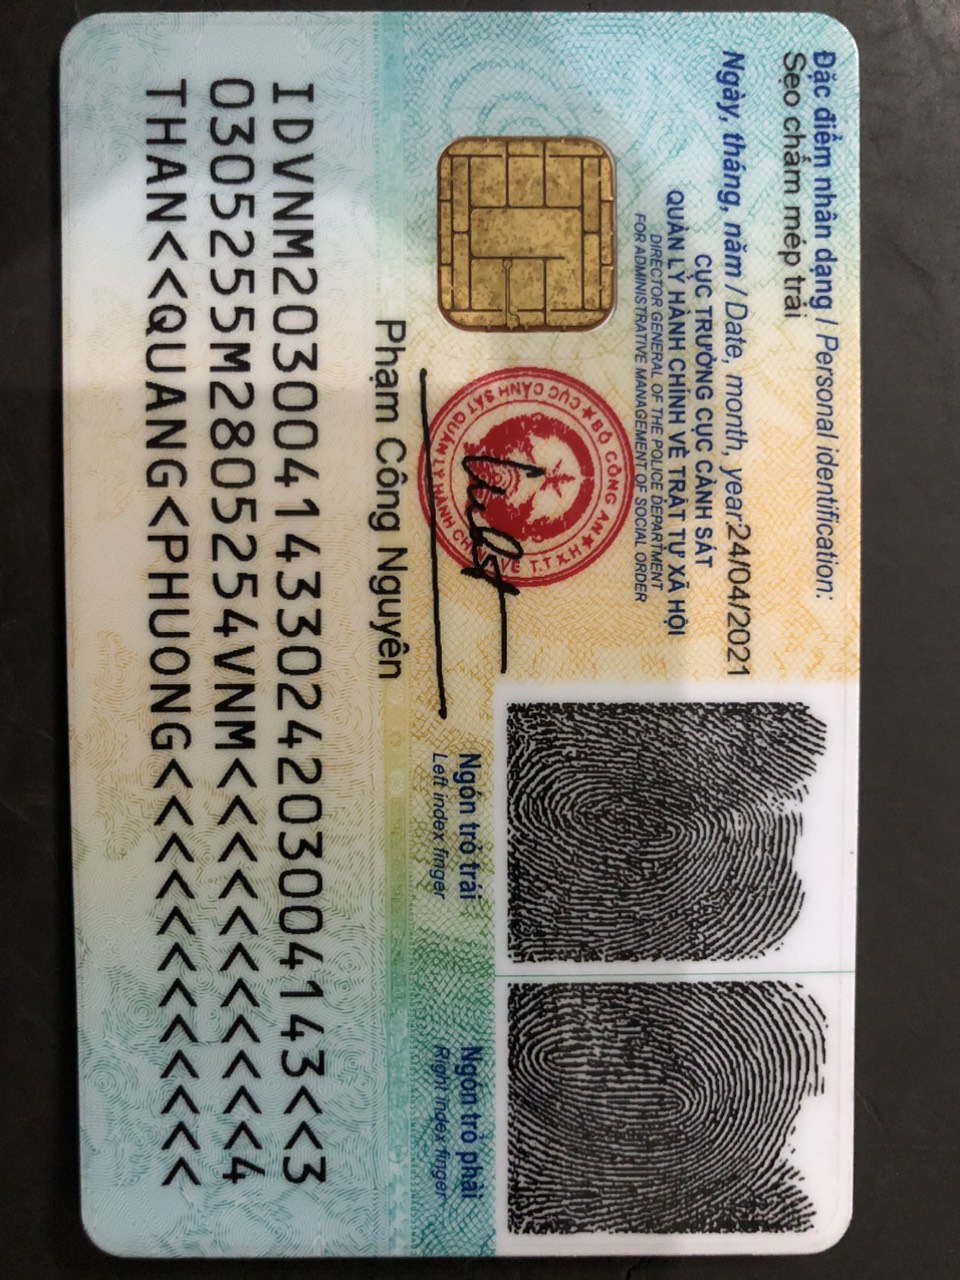 Đặc điểm nhân dạng / Personal identification:
Sẹo chấm mép trái
Ngày, tháng, năm / Date, month, year 24/04/2021
CỤC TRƯỞNG CỤC CẢNH SÁT
QUẢN LÝ HÀNH CHÍNH VỀ TRẬT TỰ XÃ HỘI
DIRECTOR GENERAL OF THE POLICE DEPARTMENT
FOR ADMINISTRATIVE MANAGEMENT OF SOCIAL ORDER
BỘ CÔNG AN
CỤC CẢNH SÁT QUẢN LÝ HÀNH CHÍNH VỀ T.T.X.H
Phạm Công Nguyên
Ngón trỏ trái
Left index finger
Ngón trỏ phải
Right index finger
IDVNM2030041433024203004143<<3
0305255M2805254VNM<<<<<<<<<<<4
THAN<<QUANG<PHUONG<<<<<<<<<<<<